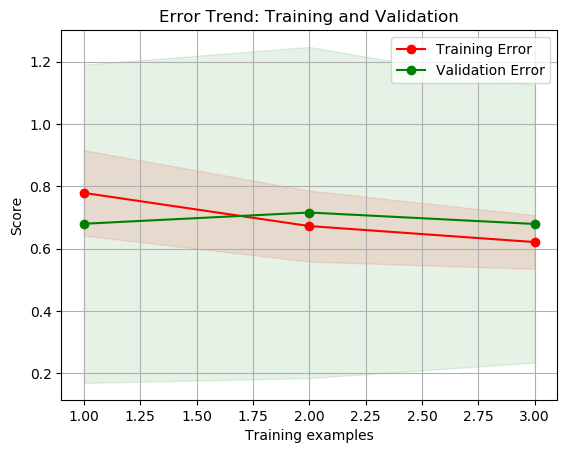 Error Trend: Training and Validation
Training Error
Validation Error
Score
1.2
1.0
0.8
0.6
0.4
0.2
1.00 1.25 1.50 1.75 2.00 2.25 2.50 2.75 3.00
Training examples